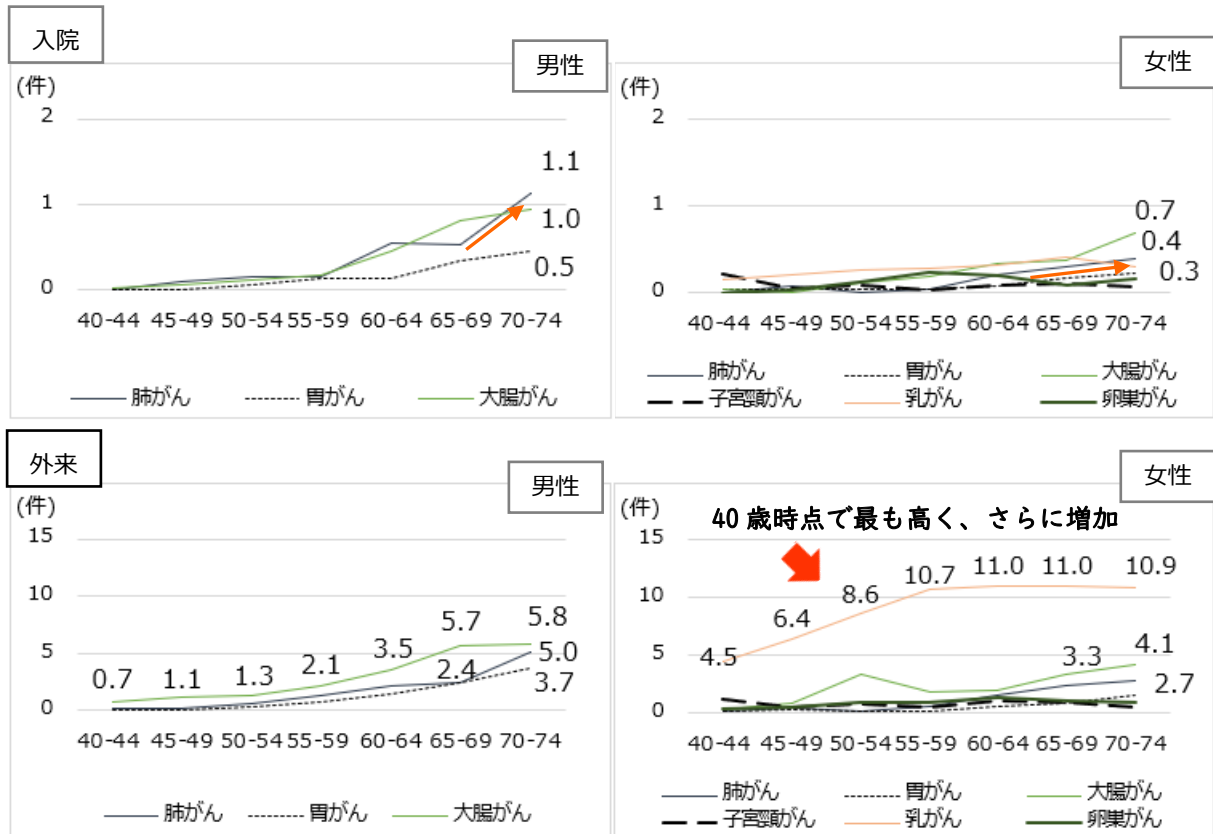 入院
男性
(件)
2
1
0
1.1
1.0
0.5
40-44 45-49 50-54 55-59 60-64 65-69 70-74
肺がん 胃がん 大腸がん
女性
(件)
2
1
0
0.7
0.4
0.3
40-44 45-49 50-54 55-59 60-64 65-69 70-74
肺がん 胃がん 大腸がん
子宮頸がん 乳がん 卵巣がん
外来
男性
(件)
15
10
5
0
0.7 1.1 1.3 2.1 3.5 5.7 5.8
2.4 5.0
3.7
40-44 45-49 50-54 55-59 60-64 65-69 70-74
肺がん 胃がん 大腸がん
女性
(件)
40歳時点で最も高く、さらに増加
15
10
5
0
4.5 6.4 8.6 10.7 11.0 11.0 10.9
3.3 4.1
2.7
40-44 45-49 50-54 55-59 60-64 65-69 70-74
肺がん 胃がん 大腸がん
子宮頸がん 乳がん 卵巣がん